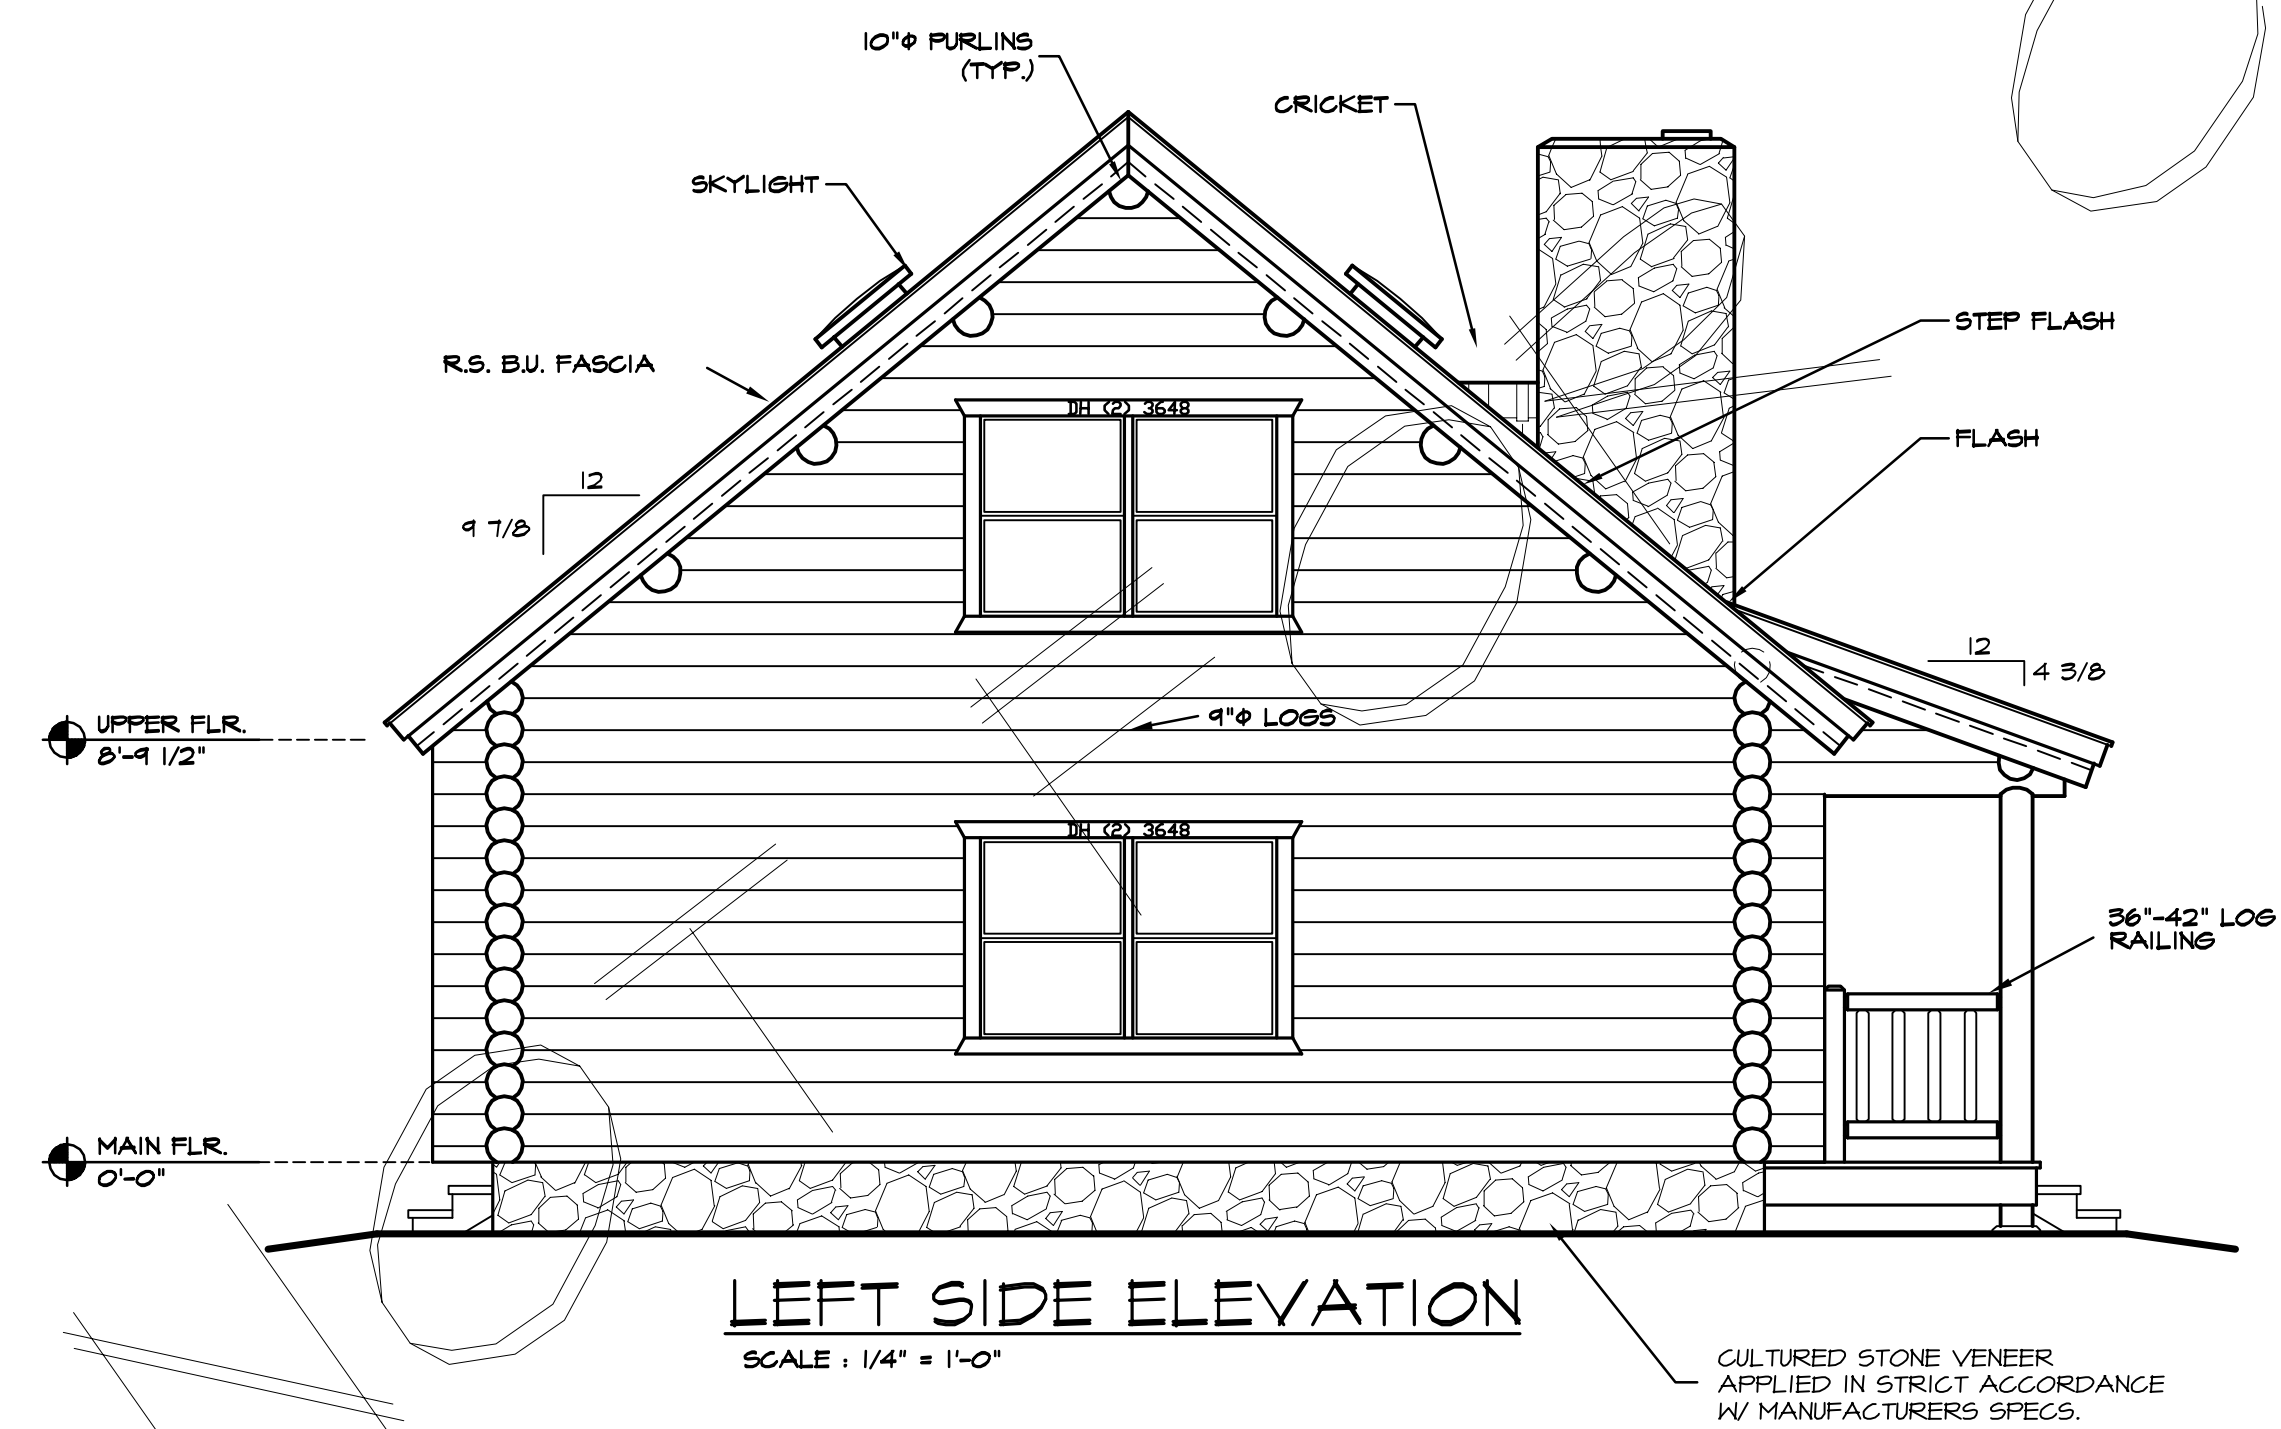 10"Φ PURLINS
(TYP.)
CRICKET
SKYLIGHT
STEP FLASH
R.S. B.U. FASCIA
DH (2) 3648
FLASH
12
9 7/8
12
4 3/8
9"Φ LOGS
UPPER FLR.
8'-9 1/2"
DH (2) 3648
36"-42" LOG
RAILING
MAIN FLR.
0'-0"
LEFT SIDE ELEVATION
SCALE : 1/4" = 1'-0"
CULTURED STONE VENEER
APPLIED IN STRICT ACCORDANCE
W/ MANUFACTURERS SPECS.